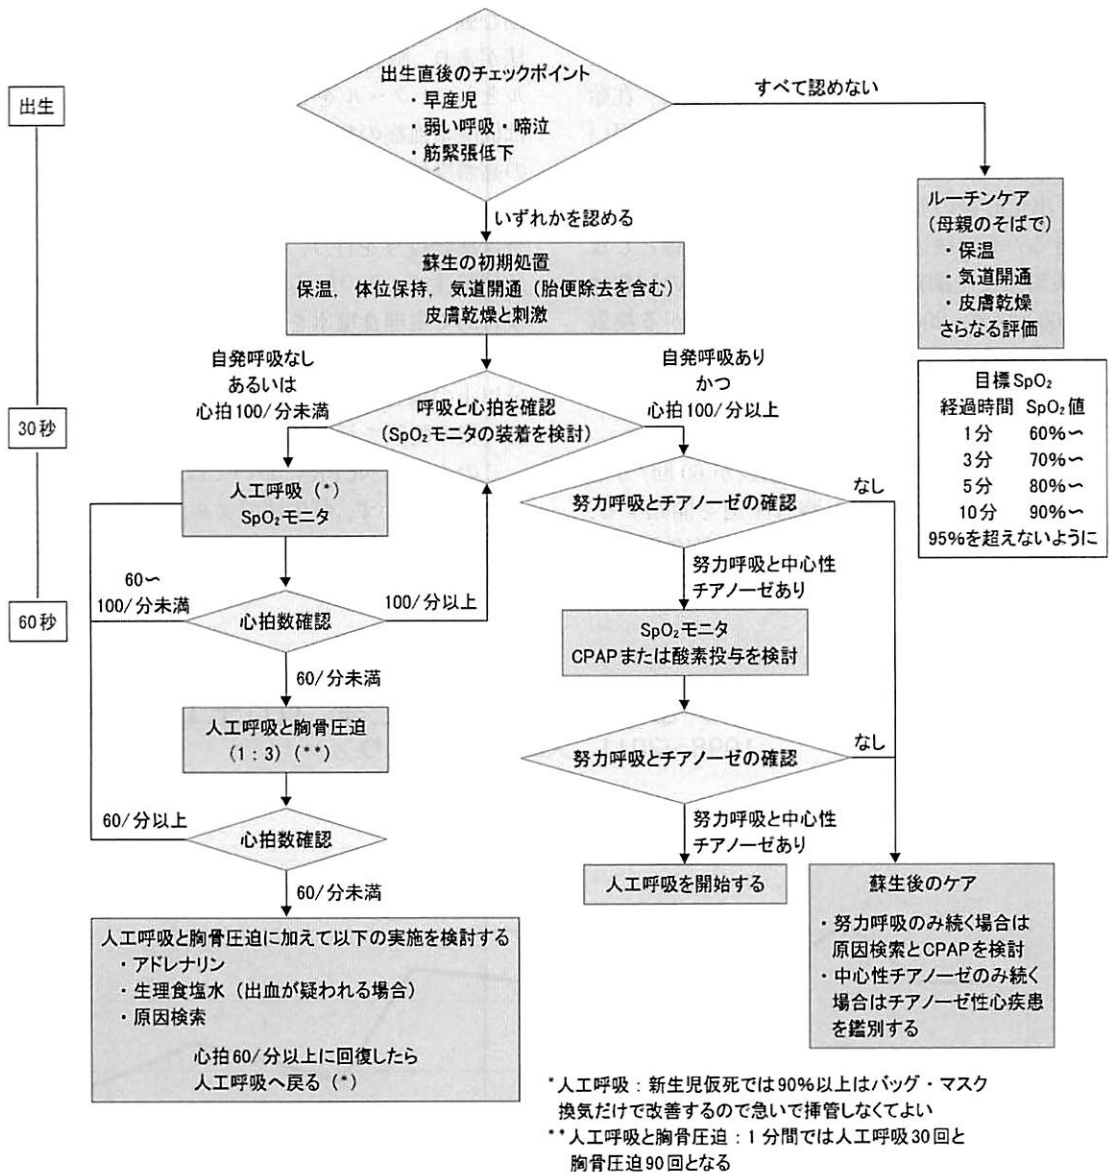 出生
出生直後のチェックポイント
・早産児
・弱い呼吸・啼泣
・筋緊張低下
すべて認めない
ルーチンケア
(母親のそばで)
・保温
・気道開通
・皮膚乾燥
さらなる評価
いずれかを認める
蘇生の初期処置
保温，体位保持，気道開通（胎便除去を含む）
皮膚乾燥と刺激
自発呼吸なし
あるいは
心拍100/分未満
自発呼吸あり
かつ
心拍100/分以上
30秒
呼吸と心拍を確認
(SpO₂モニタの装着を検討)
目標SpO₂
経過時間 SpO₂値
1分 60%〜
3分 70%〜
5分 80%〜
10分 90%〜
95%を超えないように
人工呼吸（*）
SpO₂モニタ
努力呼吸とチアノーゼの確認
なし
60〜
100/分未満
60秒
心拍数確認
100/分以上
努力呼吸と中心性
チアノーゼあり
SpO₂モニタ
CPAPまたは酸素投与を検討
60/分未満
人工呼吸と胸骨圧迫
(1：3)（**）
努力呼吸とチアノーゼの確認
なし
60/分以上
心拍数確認
努力呼吸と中心性
チアノーゼあり
人工呼吸を開始する
60/分未満
人工呼吸と胸骨圧迫に加えて以下の実施を検討する
・アドレナリン
・生理食塩水（出血が疑われる場合）
・原因検索
心拍60/分以上に回復したら
人工呼吸へ戻る（*）
蘇生後のケア
・努力呼吸のみ続く場合は
原因検索とCPAPを検討
・中心性チアノーゼのみ続く
場合はチアノーゼ性心疾患
を鑑別する
*人工呼吸：新生児仮死では90%以上はバッグ・マスク
換気だけで改善するので急いで挿管しなくてよい
**人工呼吸と胸骨圧迫：1分間では人工呼吸30回と
胸骨圧迫90回となる